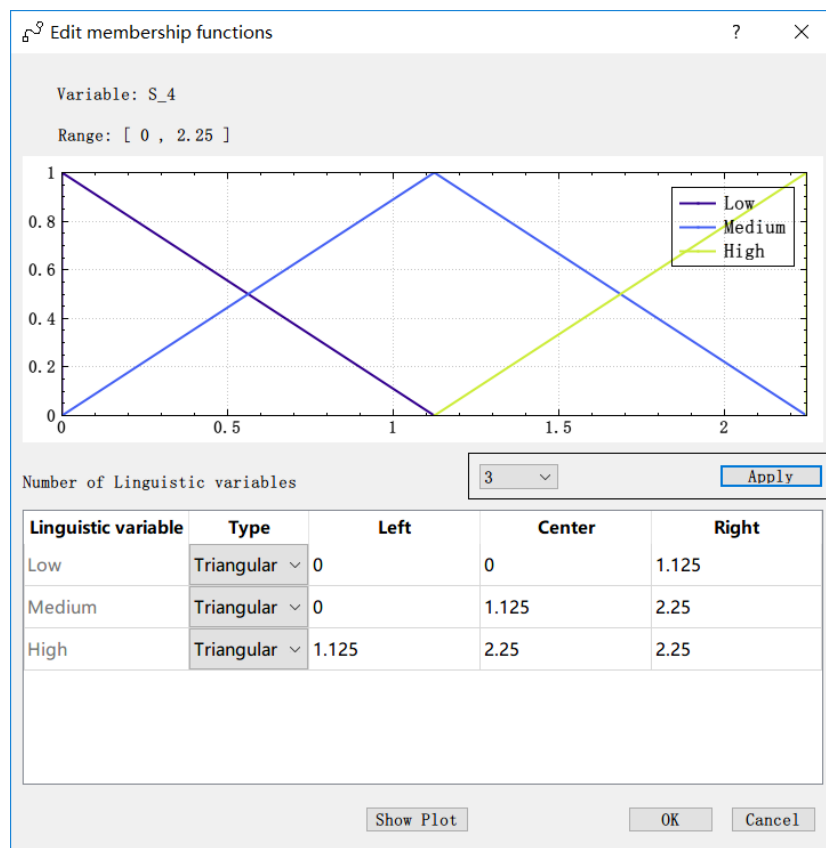 Edit membership functions ?
Variable: S_4
Range: [ 0 , 2.25 ]
1
0.8
0.6
0.4
0.2
0
0 0.5 1 1.5 2
Low
Medium
High
Number of Linguistic variables 3 Apply
Linguistic variable Type Left Center Right
Low Triangular 0 0 1.125
Medium Triangular 0 1.125 2.25
High Triangular 1.125 2.25 2.25
Show Plot OK Cancel